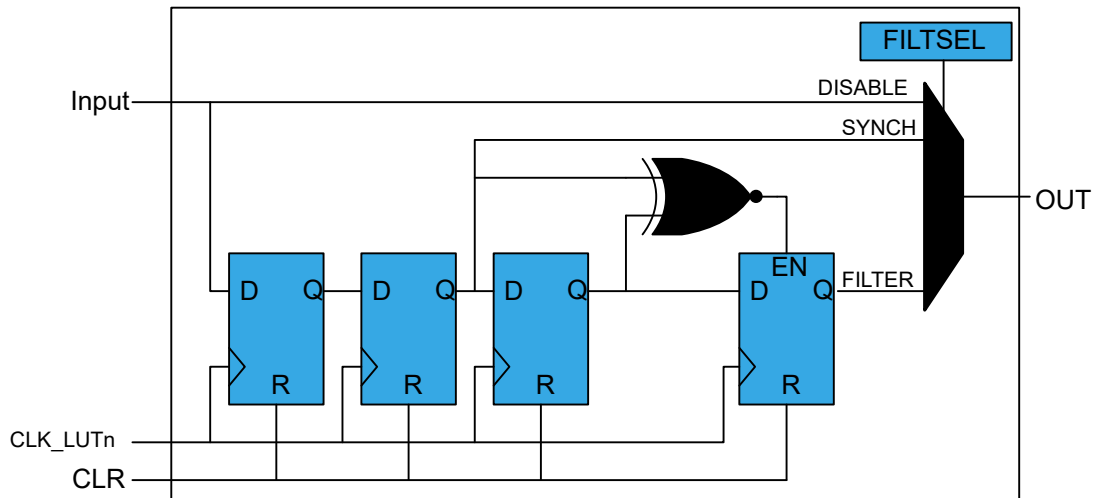 FILTSEL
DISABLE
Input
SYNCH
OUT
EN
D Q D Q D Q D Q FILTER
R R R R
CLK_LUTn
CLR